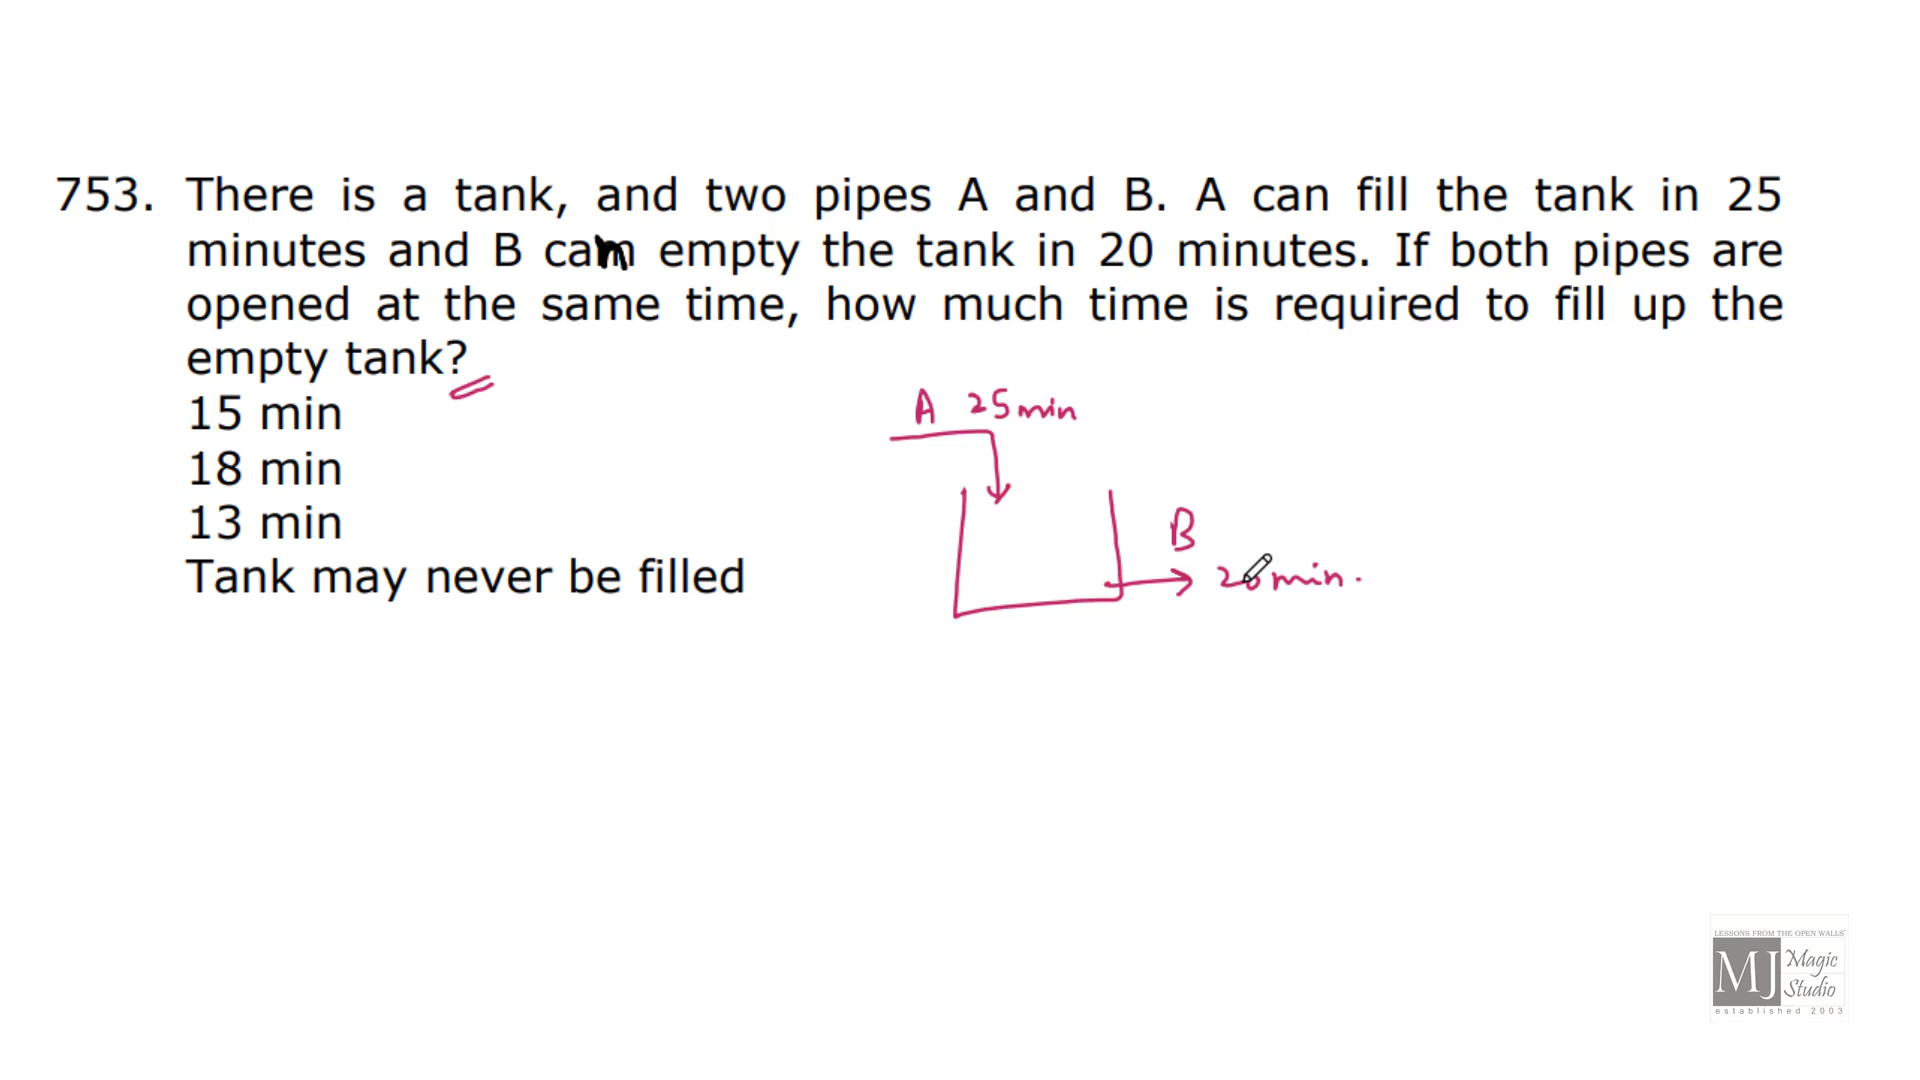 753. There is a tank, and two pipes A and B. A can fill the tank in 25
minutes and B can empty the tank in 20 minutes. If both pipes are
opened at the same time, how much time is required to fill up the
empty tank?
15 min
18 min
13 min
Tank may never be filled
A 25 min
B
20 min.
LESSONS FROM THE OPEN WALLS
MJ Magic Studio
established 2003